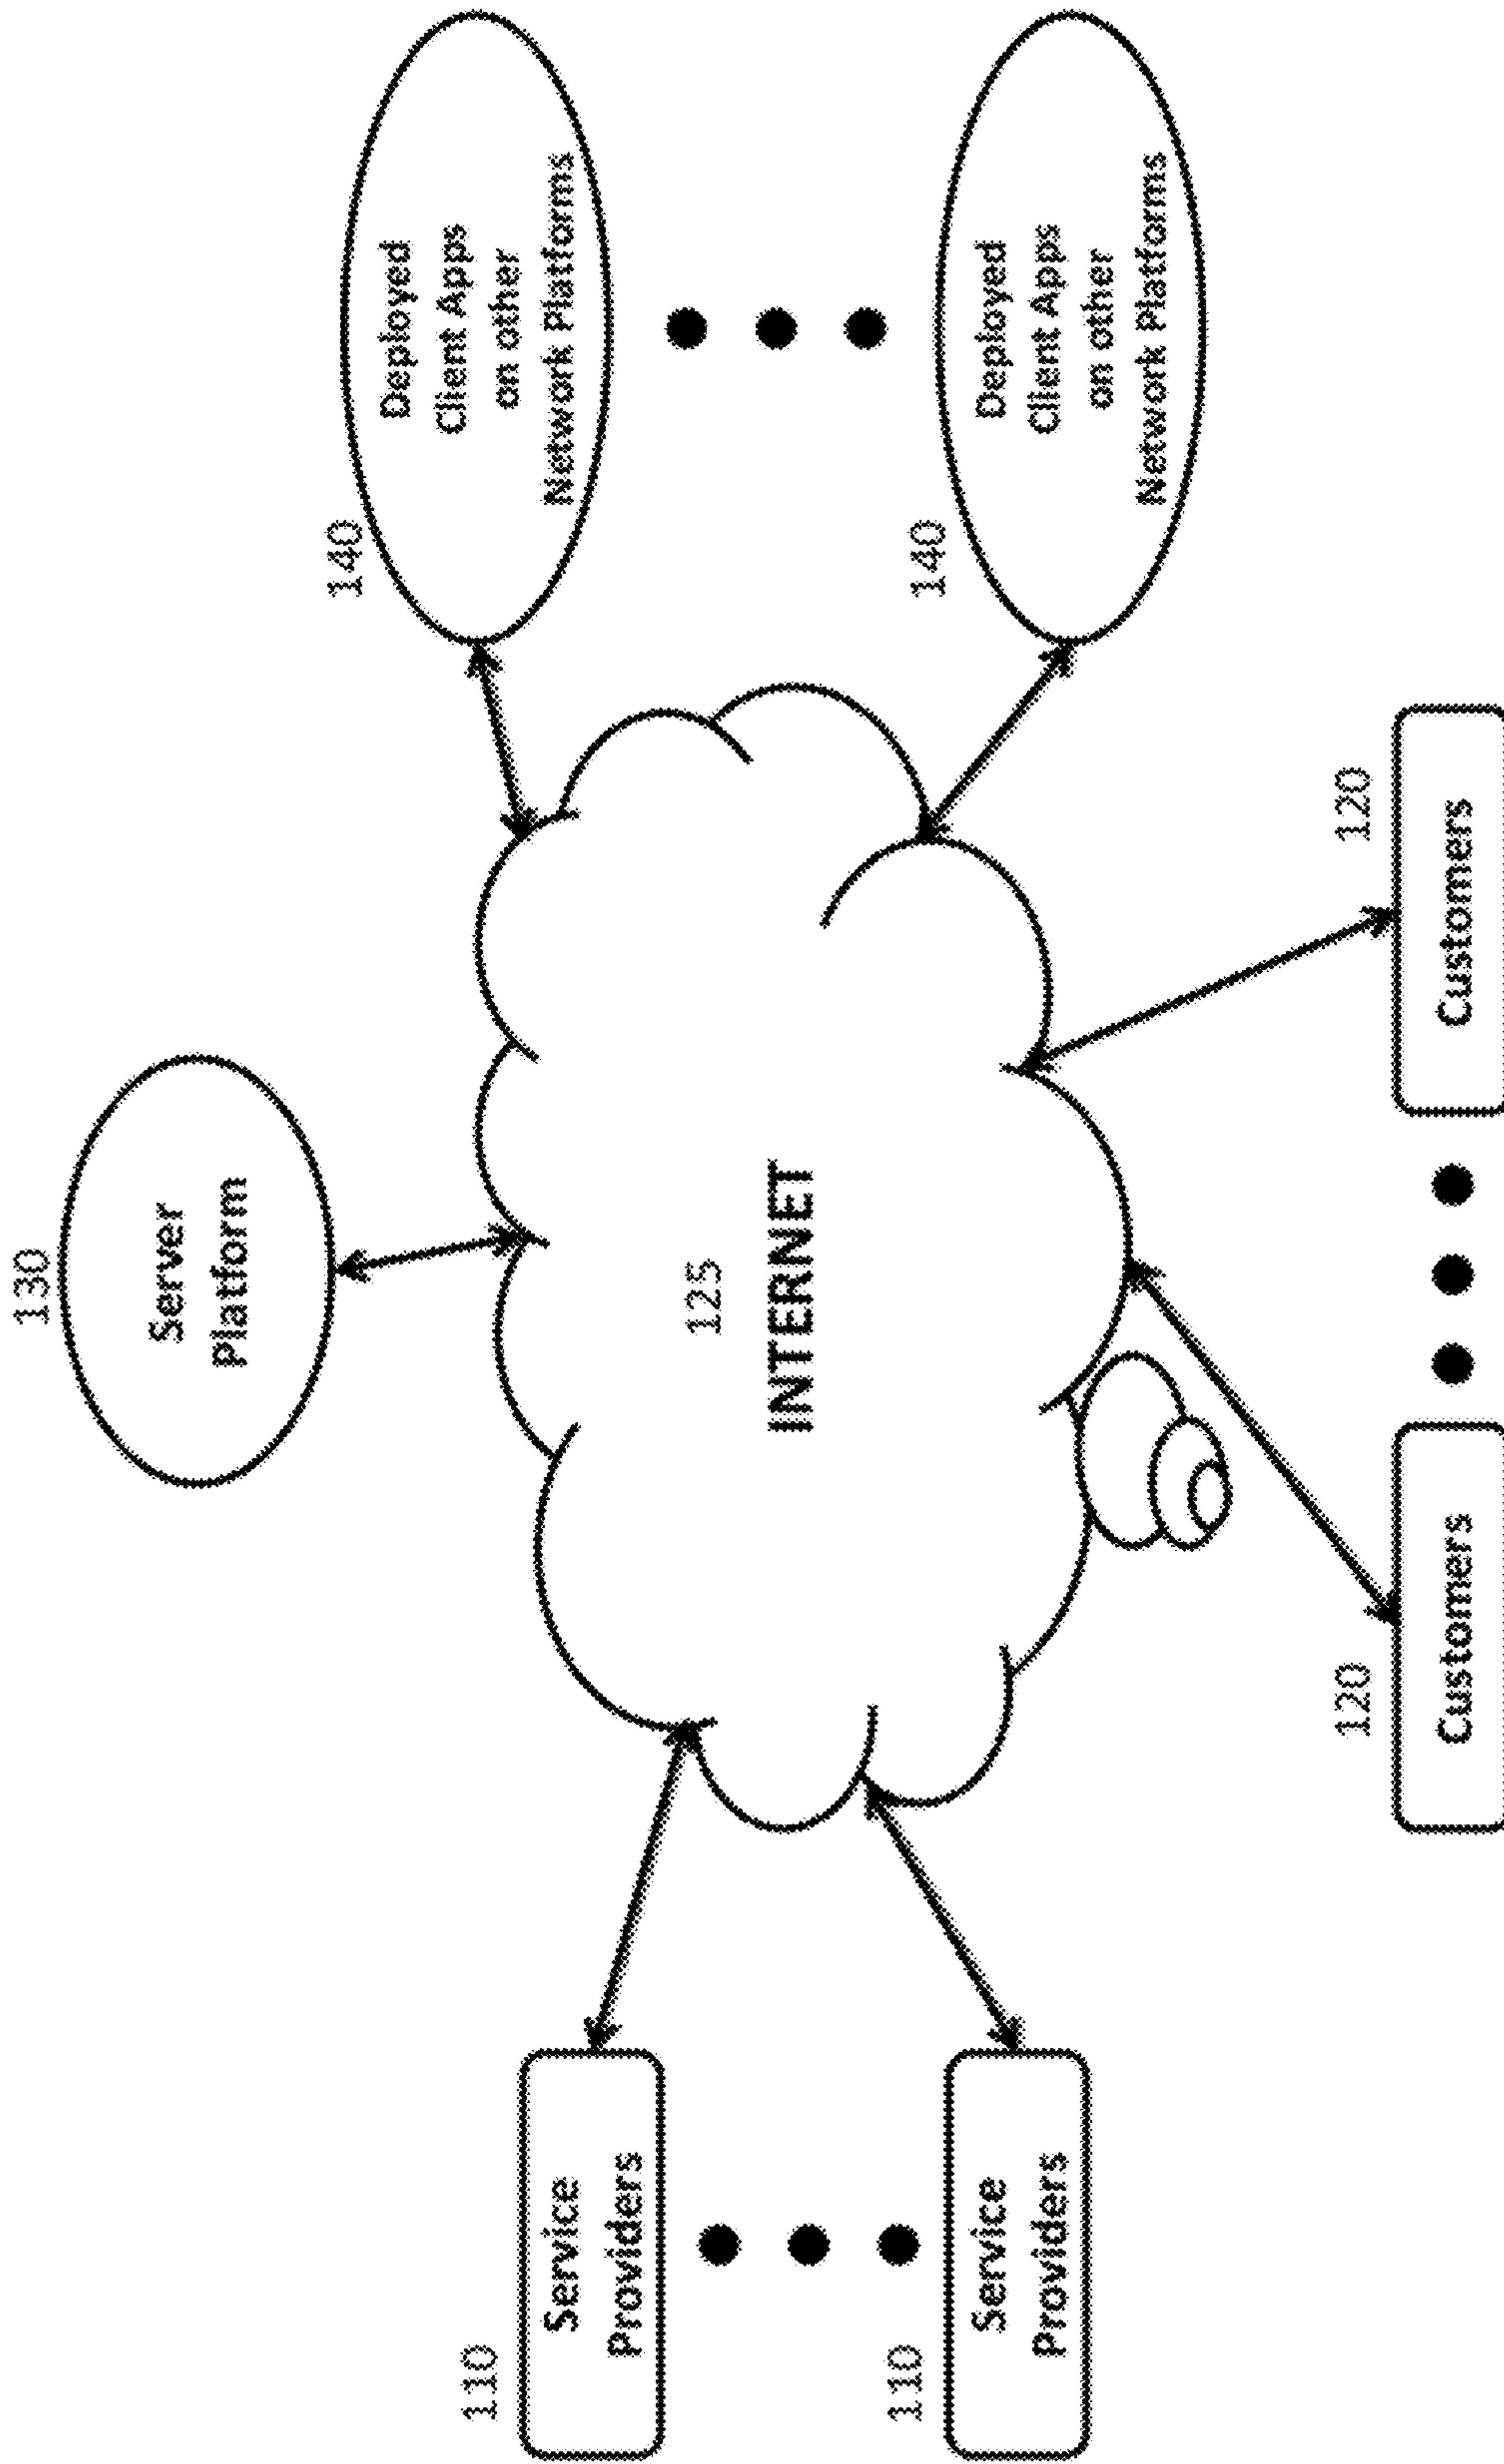 130
Server
Platform
140
Deployed
Client Apps
on other
Network Platforms
110
Service
Providers
125
INTERNET
140
Deployed
Client Apps
on other
Network Platforms
110
Service
Providers
120
Customers
120
Customers